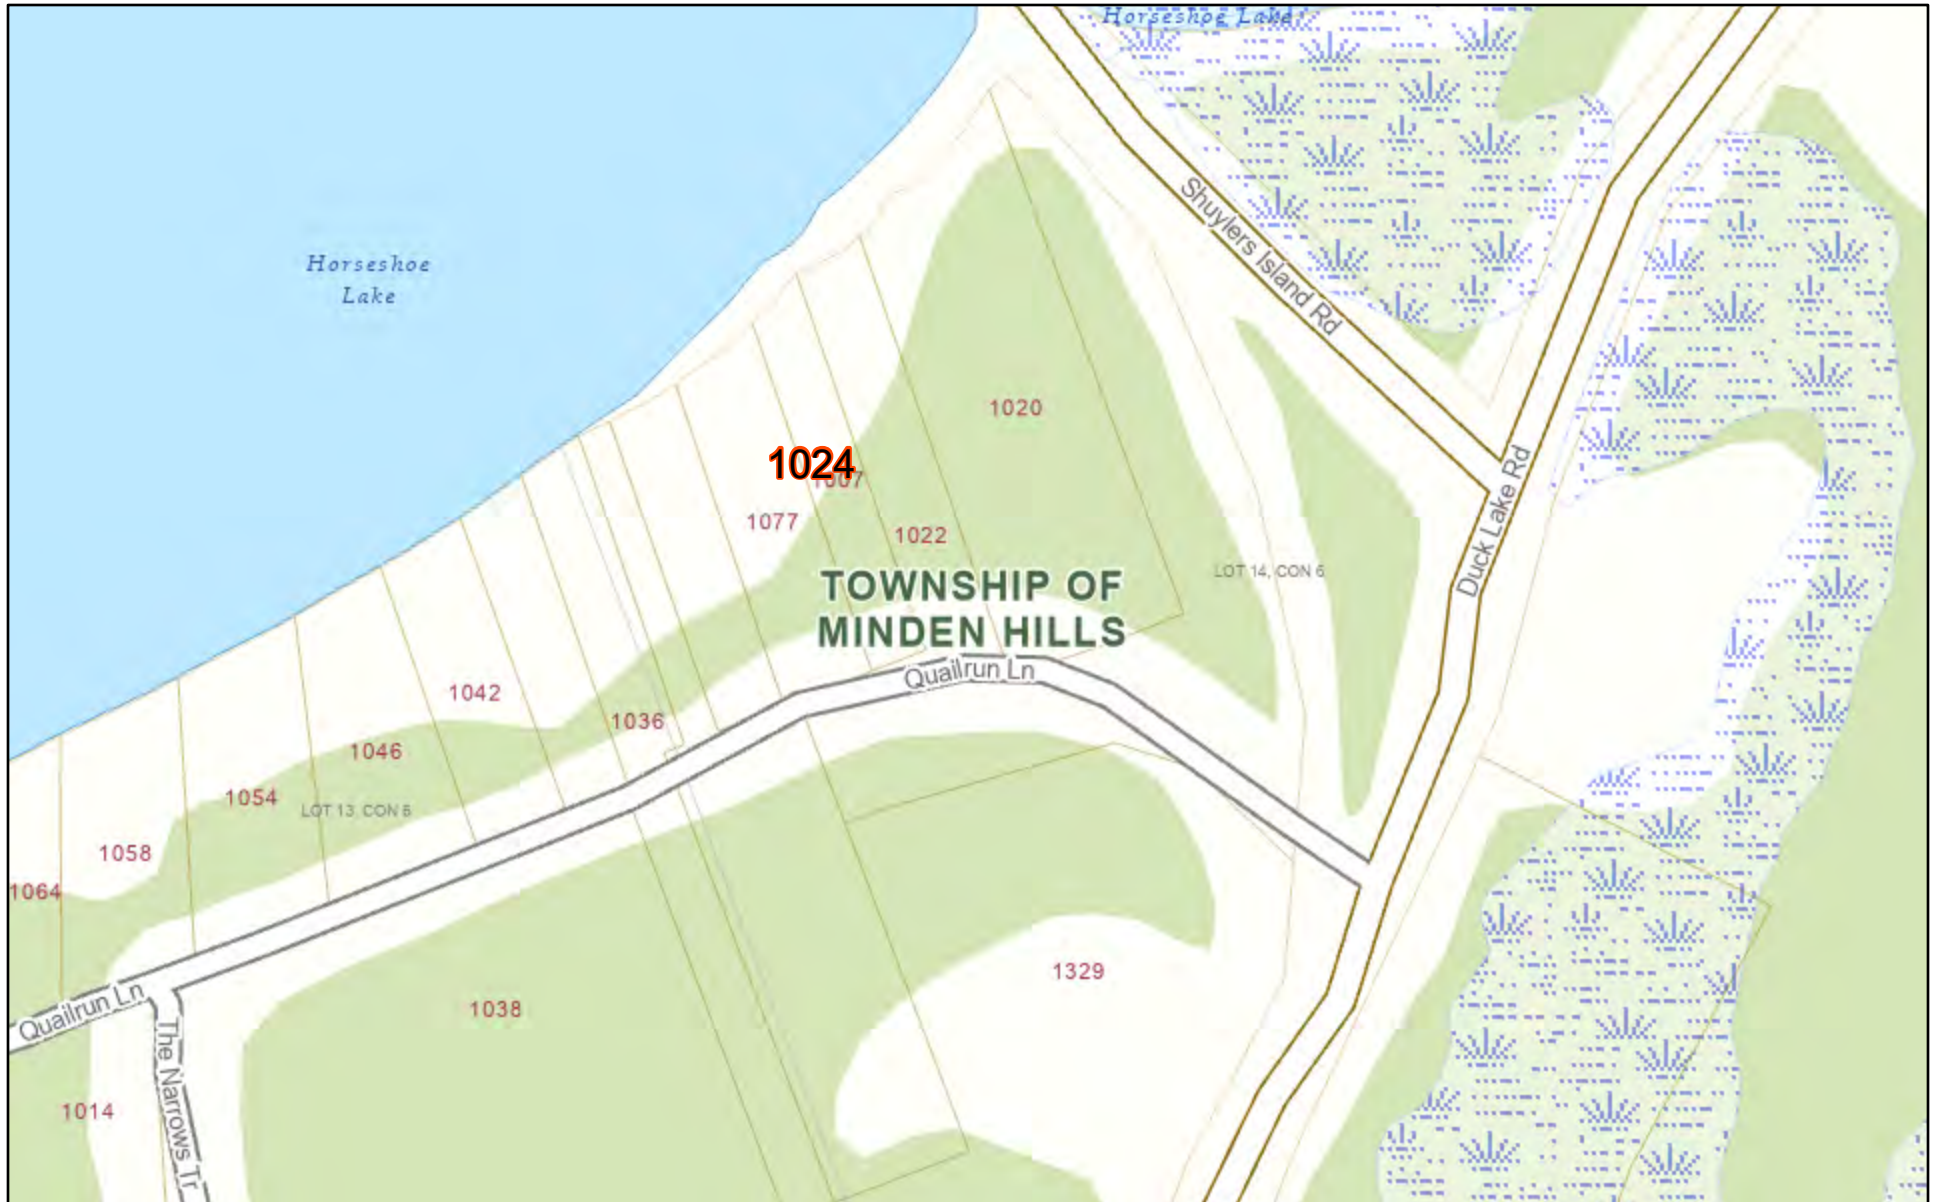 Horseshoe Lake
Shuylers Island Rd
Horseshoe
Lake
1020
1024
1007
1077
1022
Duck Lake Rd
LOT 14, CON 6
TOWNSHIP OF
MINDEN HILLS
Quailrun Ln
1042
1036
1046
1054
LOT 13 CON 6
1058
1064
1329
1038
Quailrun Ln
The Narrows Tr
1014